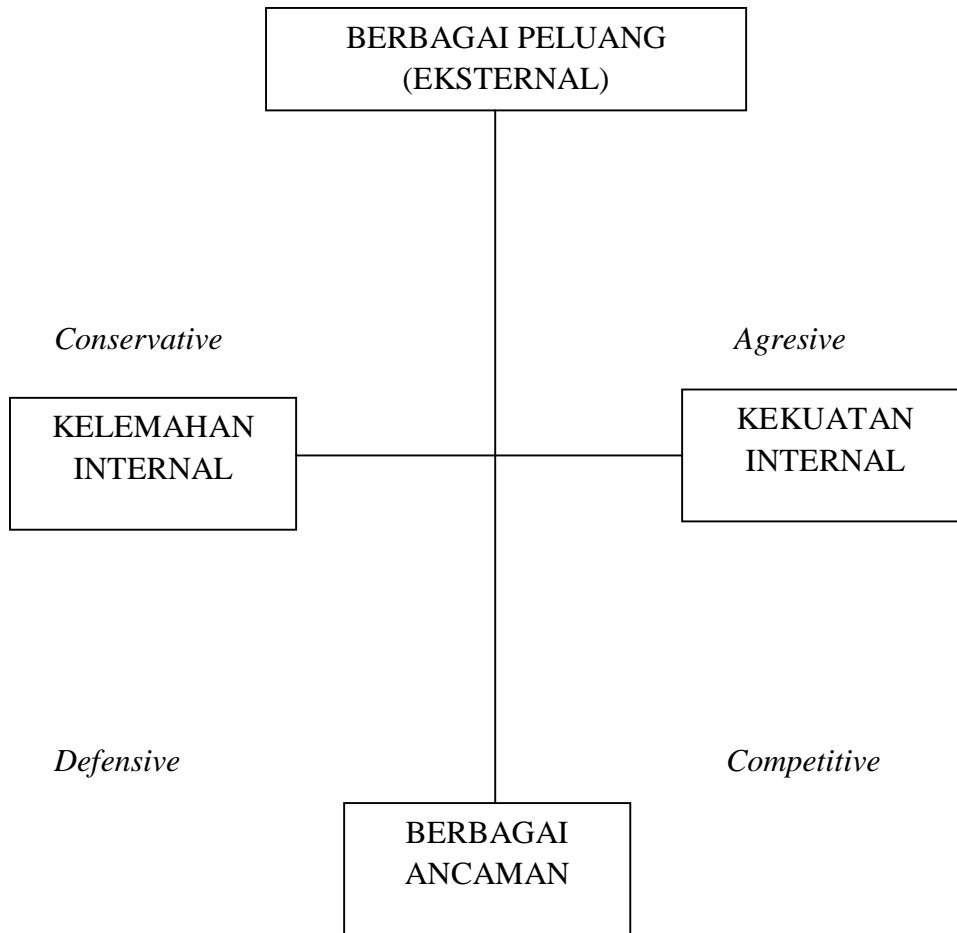 BERBAGAI PELUANG
(EKSTERNAL)
Conservative
Agresive
KELEMAHAN
INTERNAL
KEKUATAN
INTERNAL
Defensive
Competitive
BERBAGAI
ANCAMAN